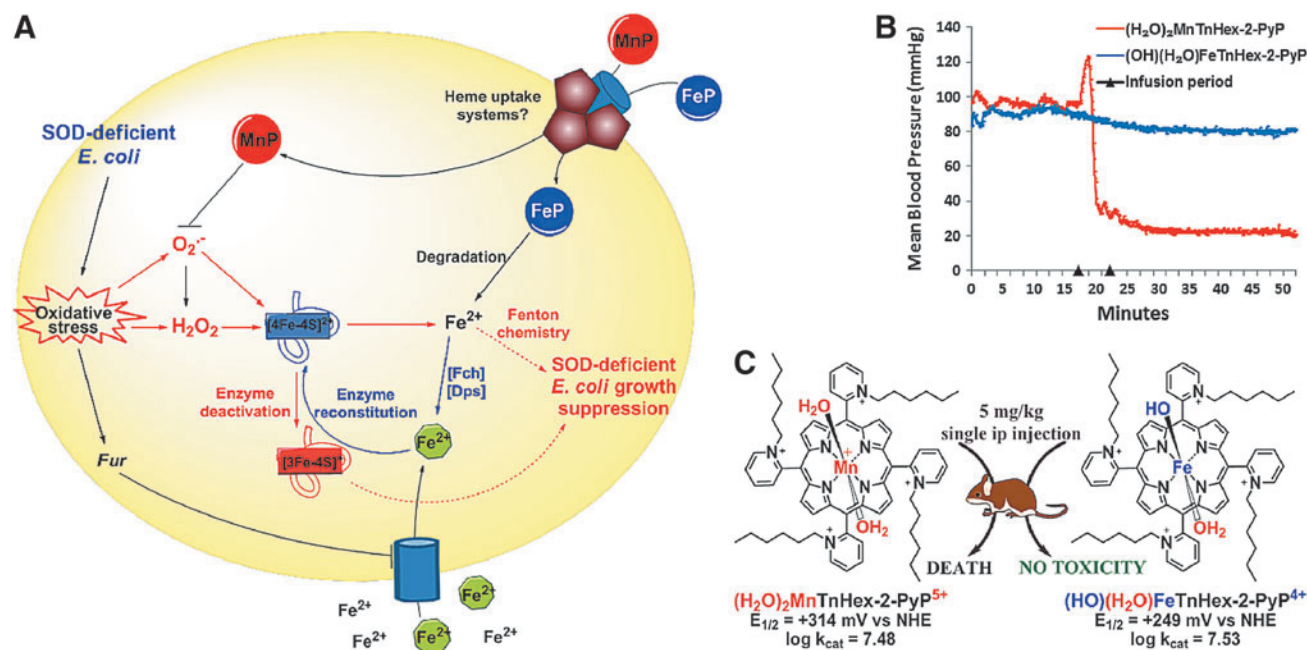 A
SOD-deficient
E. coli
MnP
Heme uptake
systems?
MnP
FeP
FeP
O₂·-
Degradation
Oxidative
stress
H₂O₂
[4Fe-4S]²⁺
Fe²⁺
Fenton
chemistry
[Fch]
[Dps]
SOD-deficient
E. coli growth
suppression
Enzyme
deactivation
Enzyme
reconstitution
Fe²⁺
[3Fe-4S]⁺
Fur
Fe²⁺
Fe²⁺
Fe²⁺
Fe²⁺
Fe²⁺
B
Mean Blood Pressure (mmHg)
140
120
100
80
60
40
20
0
0 5 10 15 20 25 30 35 40 45 50
Minutes
(H₂O)₂MnTnHex-2-PyP
(OH)(H₂O)FeTnHex-2-PyP
Infusion period
C
5 mg/kg
single ip injection
H₂O
N⁺
N⁺
N⁺
N⁺
N
N
N
N
Mn
+
OH₂
HO
N⁺
N⁺
N⁺
N⁺
N
N
N
N
Fe
OH₂
DEATH
NO TOXICITY
(H₂O)₂MnTnHex-2-PyP⁵⁺
E₁/₂ = +314 mV vs NHE
log kcat = 7.48
(HO)(H₂O)FeTnHex-2-PyP⁴⁺
E₁/₂ = +249 mV vs NHE
log kcat = 7.53